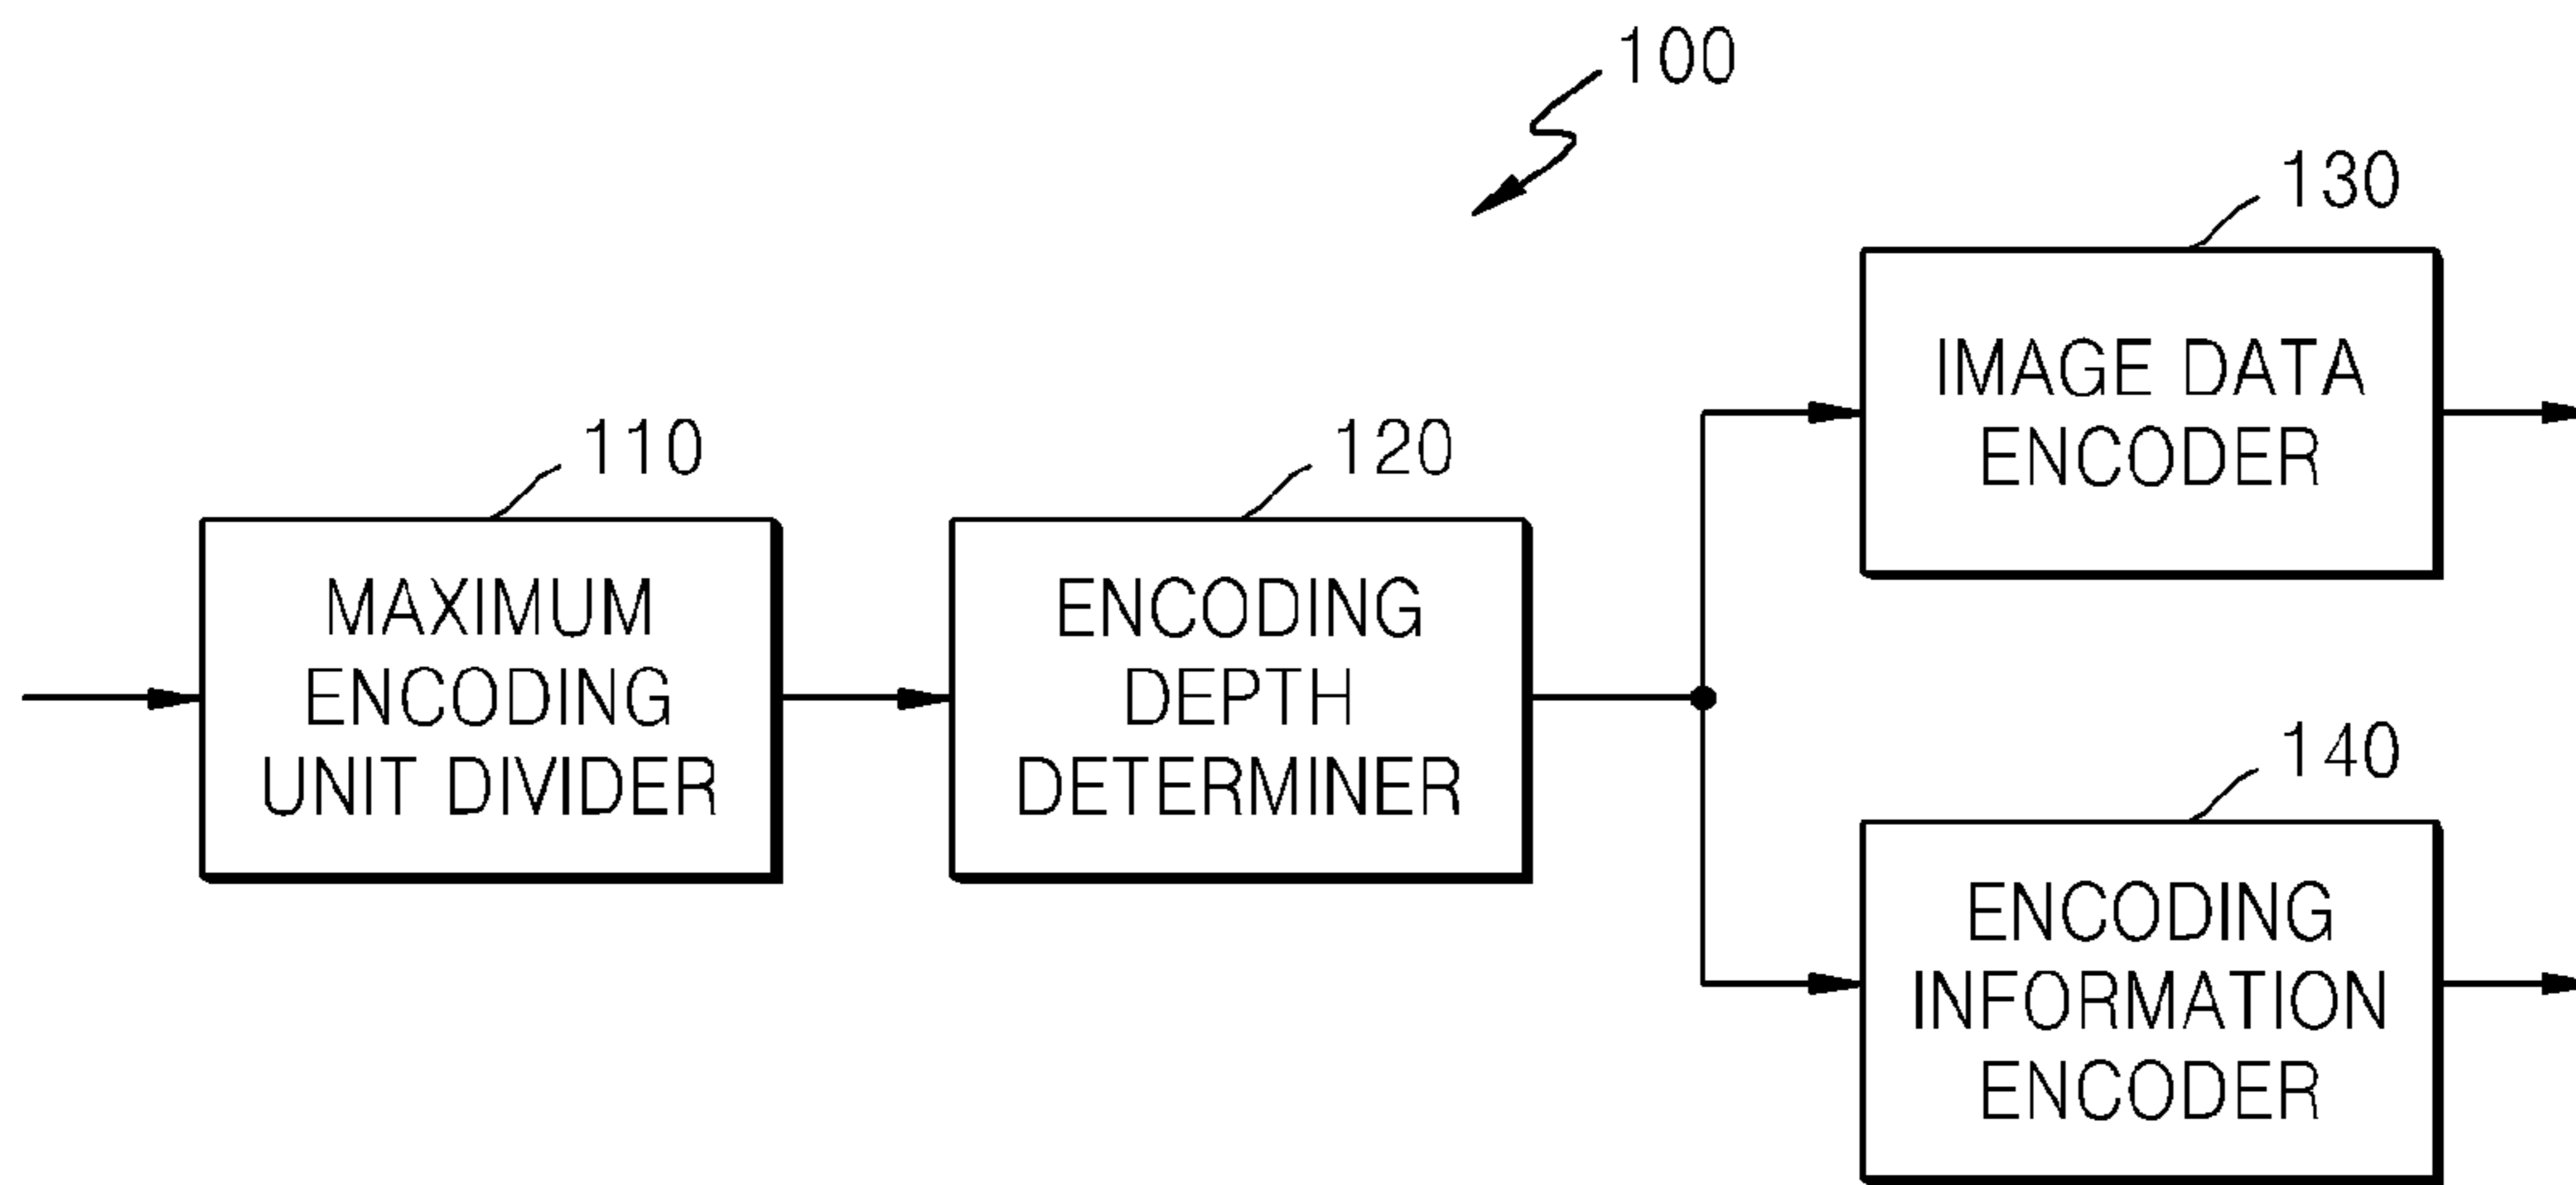 100
110
MAXIMUM
ENCODING
UNIT DIVIDER
120
ENCODING
DEPTH
DETERMINER
130
IMAGE DATA
ENCODER
140
ENCODING
INFORMATION
ENCODER